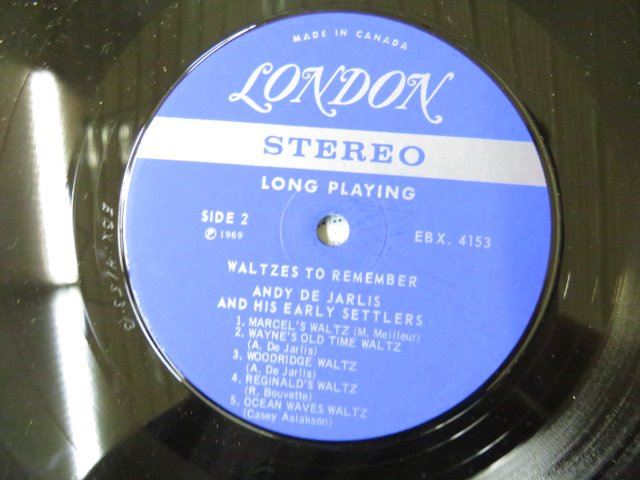 MADE IN CANADA
LONDON
STEREO
LONG PLAYING
SIDE 2
℗ 1969
EBX. 4153
WALTZES TO REMEMBER
ANDY DE JARLIS
AND HIS EARLY SETTLERS
1. MARCEL'S WALTZ (M. Meilleur)
2. WAYNE'S OLD TIME WALTZ
(A. De Jarlis)
3. WOODRIDGE WALTZ
(A. De Jarlis)
4. REGINALD'S WALTZ
(R. Bouvette)
5. OCEAN WAVES WALTZ
(Casey Aslakson)
EBX-4153-B